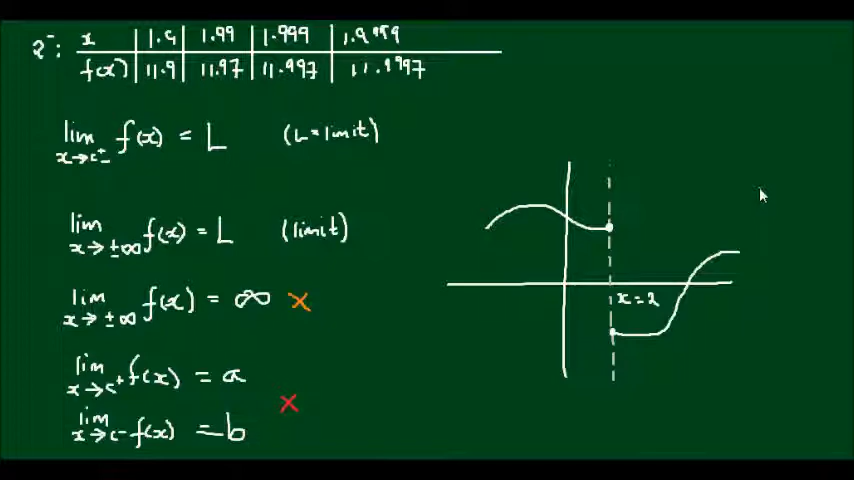 2⁻: x | 1.9 | 1.99 | 1.999 | 1.9999
f(x) | 11.9 | 11.97 | 11.997 | 11.9997
lim x→c± f(x) = L (L=limit)
lim x→±∞ f(x) = L (limit)
lim x→±∞ f(x) = ∞ ×
lim x→c⁺ f(x) = a
×
lim x→c⁻ f(x) = b
x=2